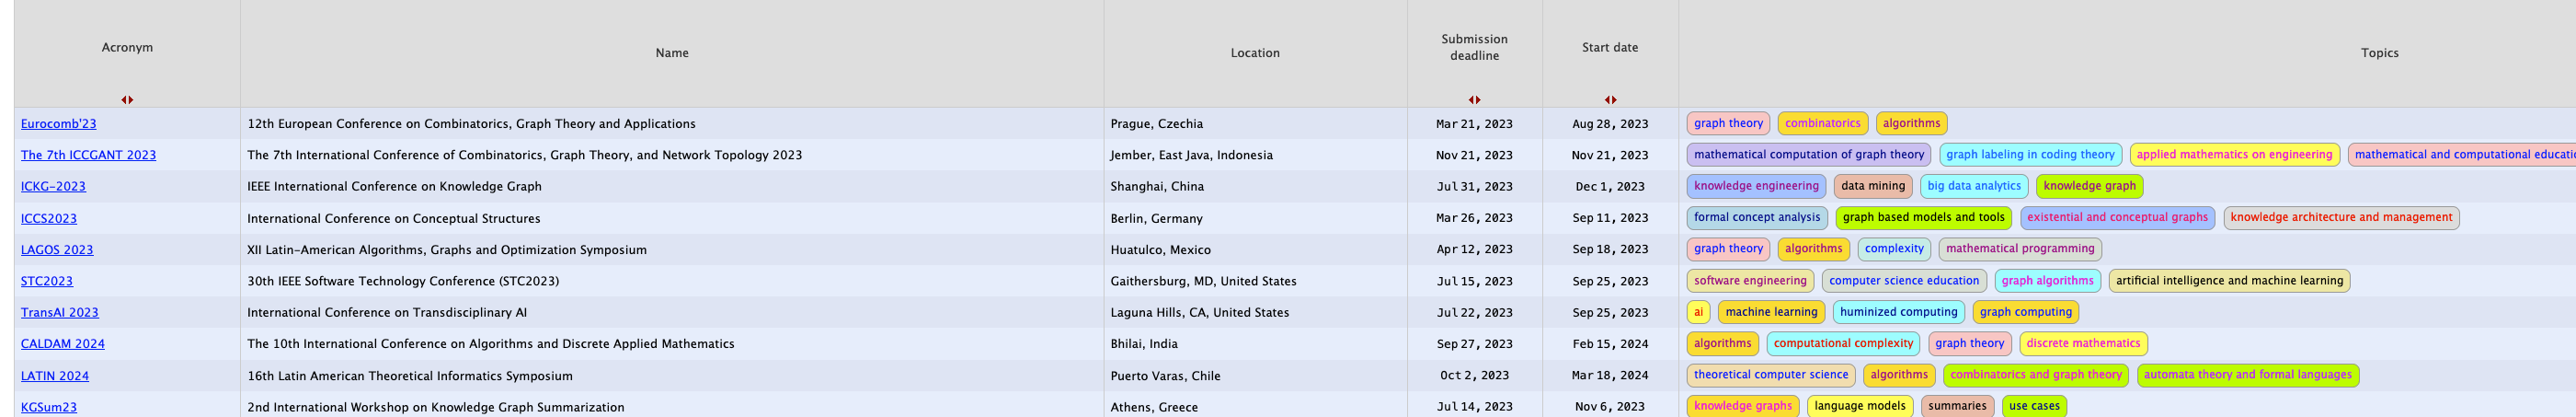 Acronym Name Location Submission deadline Start date Topics
Eurocomb'23 12th European Conference on Combinatorics, Graph Theory and Applications Prague, Czechia Mar 21, 2023 Aug 28, 2023 graph theory combinatorics algorithms
The 7th ICCGANT 2023 The 7th International Conference of Combinatorics, Graph Theory, and Network Topology 2023 Jember, East Java, Indonesia Nov 21, 2023 Nov 21, 2023 mathematical computation of graph theory graph labeling in coding theory applied mathematics on engineering mathematical and computational educati
ICKG-2023 IEEE International Conference on Knowledge Graph Shanghai, China Jul 31, 2023 Dec 1, 2023 knowledge engineering data mining big data analytics knowledge graph
ICCS2023 International Conference on Conceptual Structures Berlin, Germany Mar 26, 2023 Sep 11, 2023 formal concept analysis graph based models and tools existential and conceptual graphs knowledge architecture and management
LAGOS 2023 XII Latin-American Algorithms, Graphs and Optimization Symposium Huatulco, Mexico Apr 12, 2023 Sep 18, 2023 graph theory algorithms complexity mathematical programming
STC2023 30th IEEE Software Technology Conference (STC2023) Gaithersburg, MD, United States Jul 15, 2023 Sep 25, 2023 software engineering computer science education graph algorithms artificial intelligence and machine learning
TransAI 2023 International Conference on Transdisciplinary AI Laguna Hills, CA, United States Jul 22, 2023 Sep 25, 2023 ai machine learning huminized computing graph computing
CALDAM 2024 The 10th International Conference on Algorithms and Discrete Applied Mathematics Bhilai, India Sep 27, 2023 Feb 15, 2024 algorithms computational complexity graph theory discrete mathematics
LATIN 2024 16th Latin American Theoretical Informatics Symposium Puerto Varas, Chile Oct 2, 2023 Mar 18, 2024 theoretical computer science algorithms combinatorics and graph theory automata theory and formal languages
KGSum23 2nd International Workshop on Knowledge Graph Summarization Athens, Greece Jul 14, 2023 Nov 6, 2023 knowledge graphs language models summaries use cases